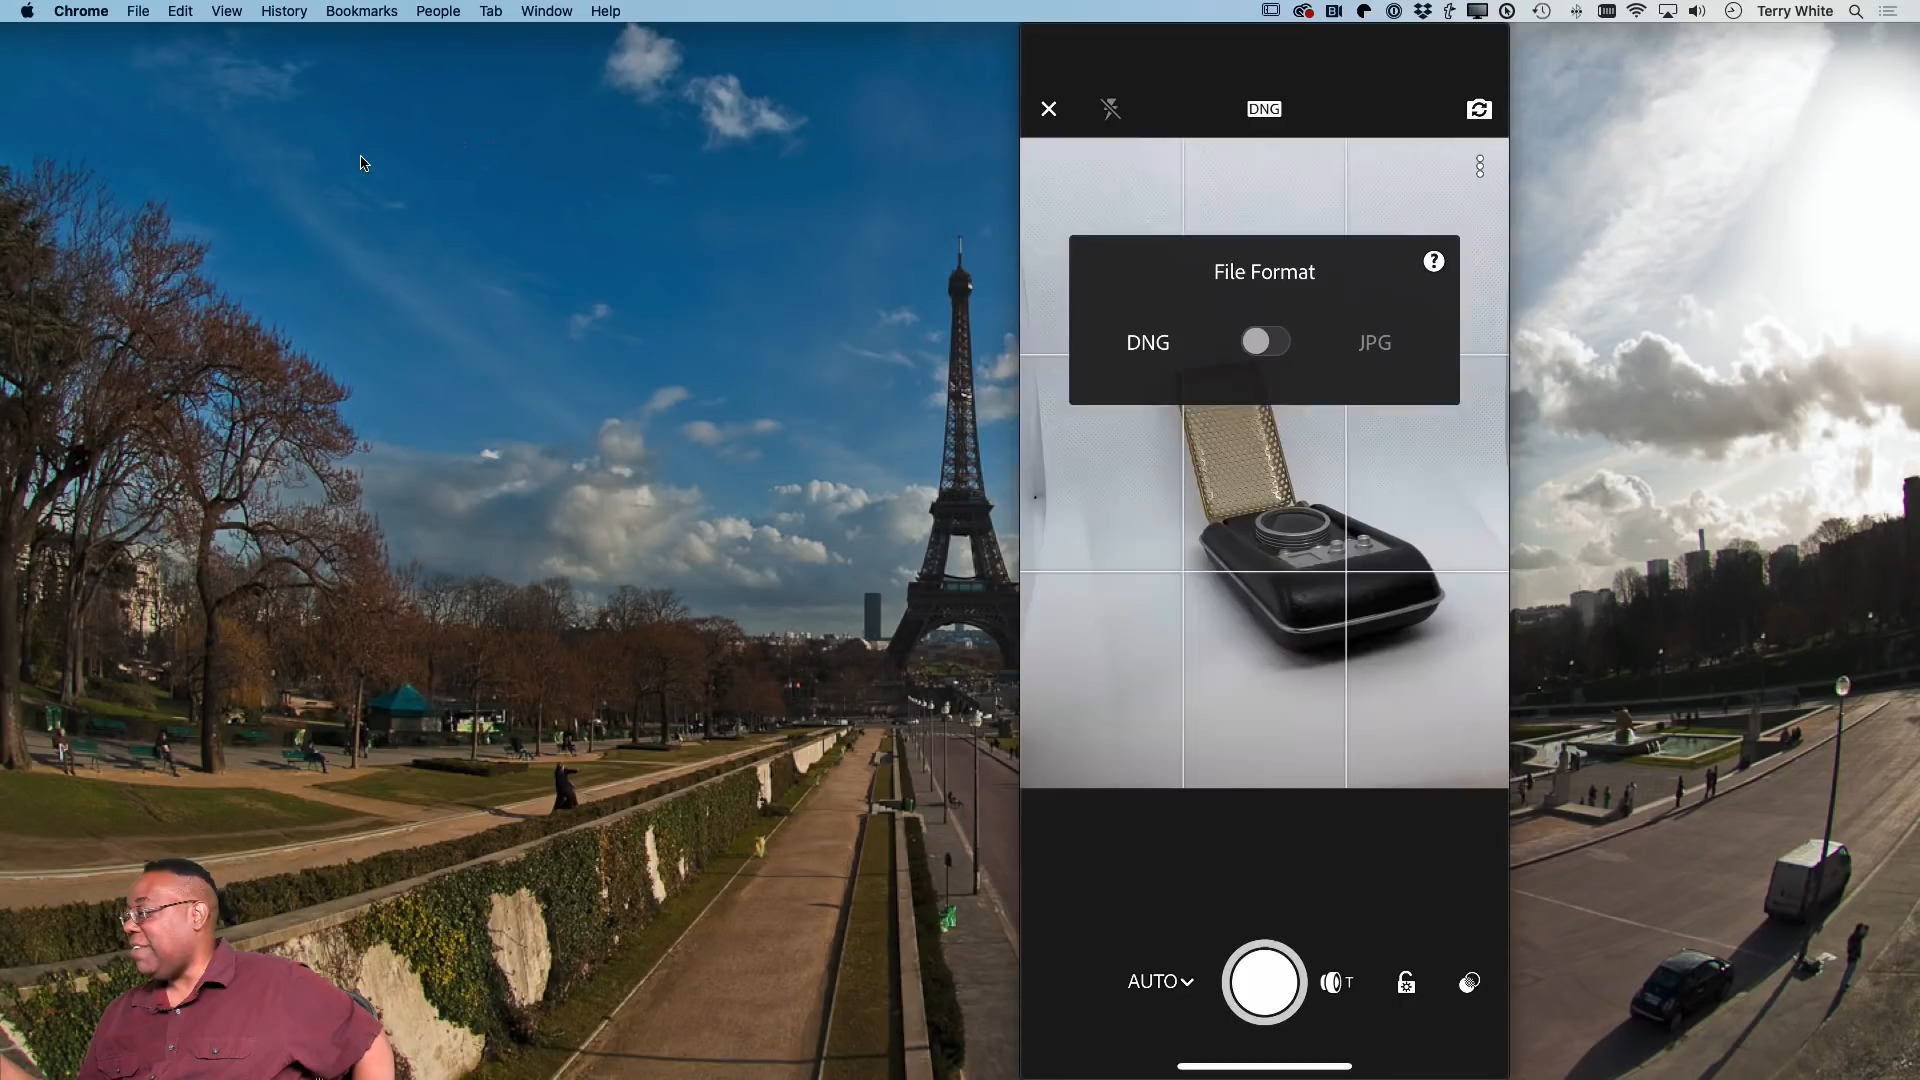 Chrome File Edit View History Bookmarks People Tab Window Help Terry White
DNG
File Format ?
DNG JPG
AUTO T